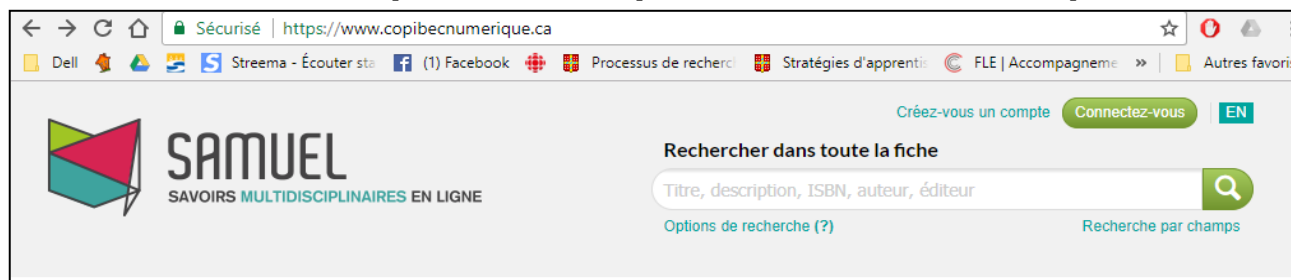 Sécurisé | https://www.copibecnumerique.ca
Dell Streema - Écouter sta (1) Facebook Processus de recherc Stratégies d'apprentis FLE | Accompagneme » Autres favoris
Créez-vous un compte Connectez-vous EN
SAMUEL
SAVOIRS MULTIDISCIPLINAIRES EN LIGNE
Rechercher dans toute la fiche
Titre, description, ISBN, auteur, éditeur
Options de recherche (?) Recherche par champs